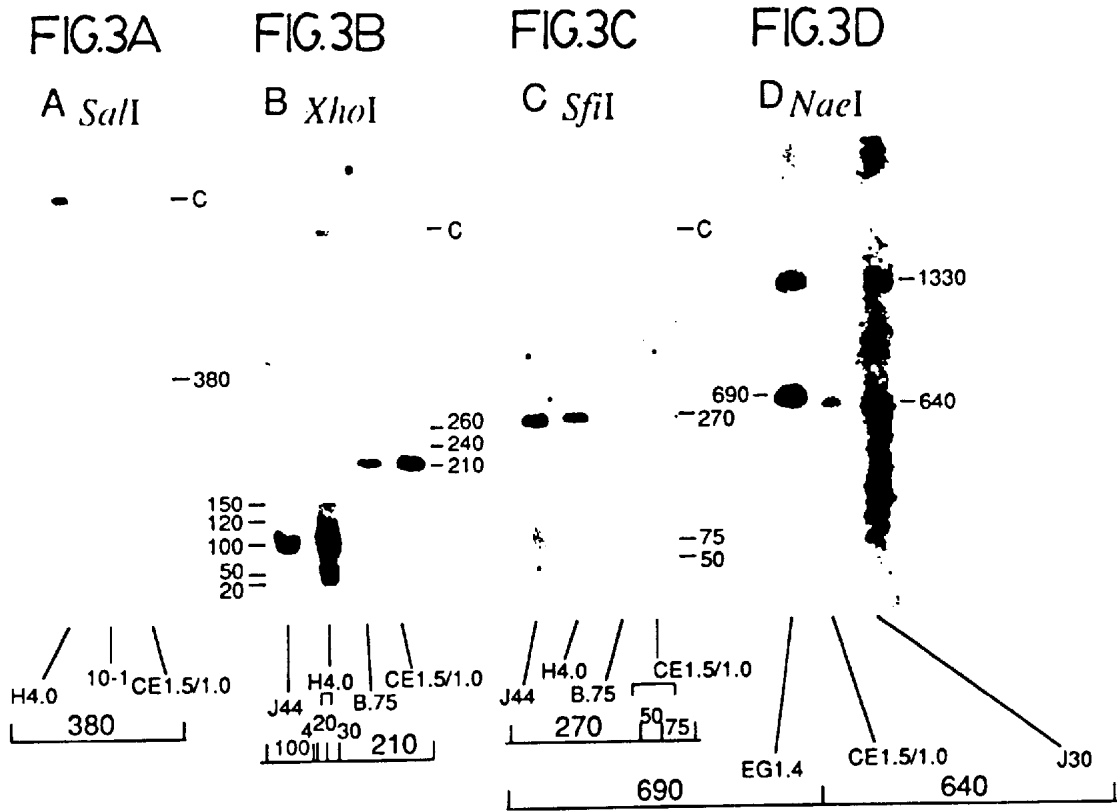 FIG.3A FIG.3B FIG.3C FIG.3D
A SalI B XhoI C SfiI D NaeI
C
380
C
260
240
210
150
120
100
50
20
C
270
75
50
1330
690
640
H4.0 10-1 CE1.5/1.0
380
J44 H4.0 B.75 CE1.5/1.0
100 4 20 30 210
J44 H4.0 B.75 CE1.5/1.0
270 50 75
EG1.4 CE1.5/1.0 J30
690 640